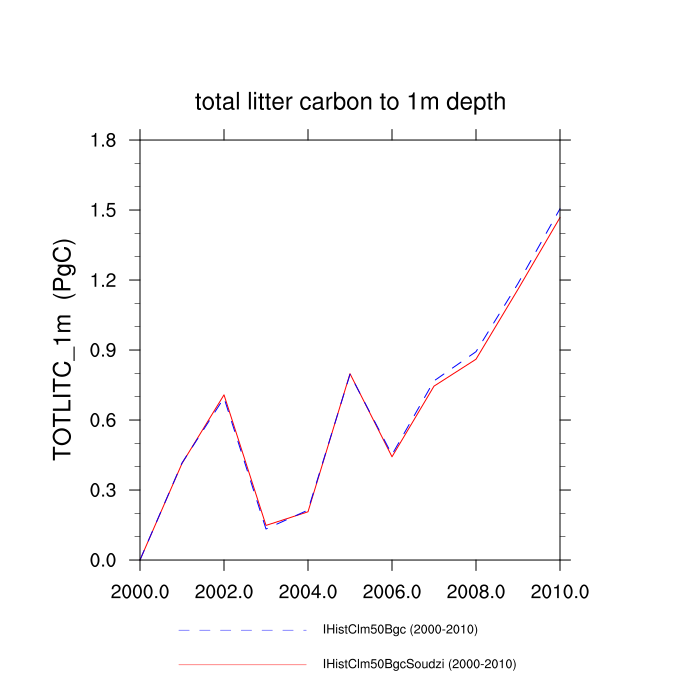 total litter carbon to 1m depth
TOTLITC_1m (PgC)
1.8
1.5
1.2
0.9
0.6
0.3
0.0
2000.0 2002.0 2004.0 2006.0 2008.0 2010.0
IHistClm50Bgc (2000-2010)
IHistClm50BgcSoudzi (2000-2010)